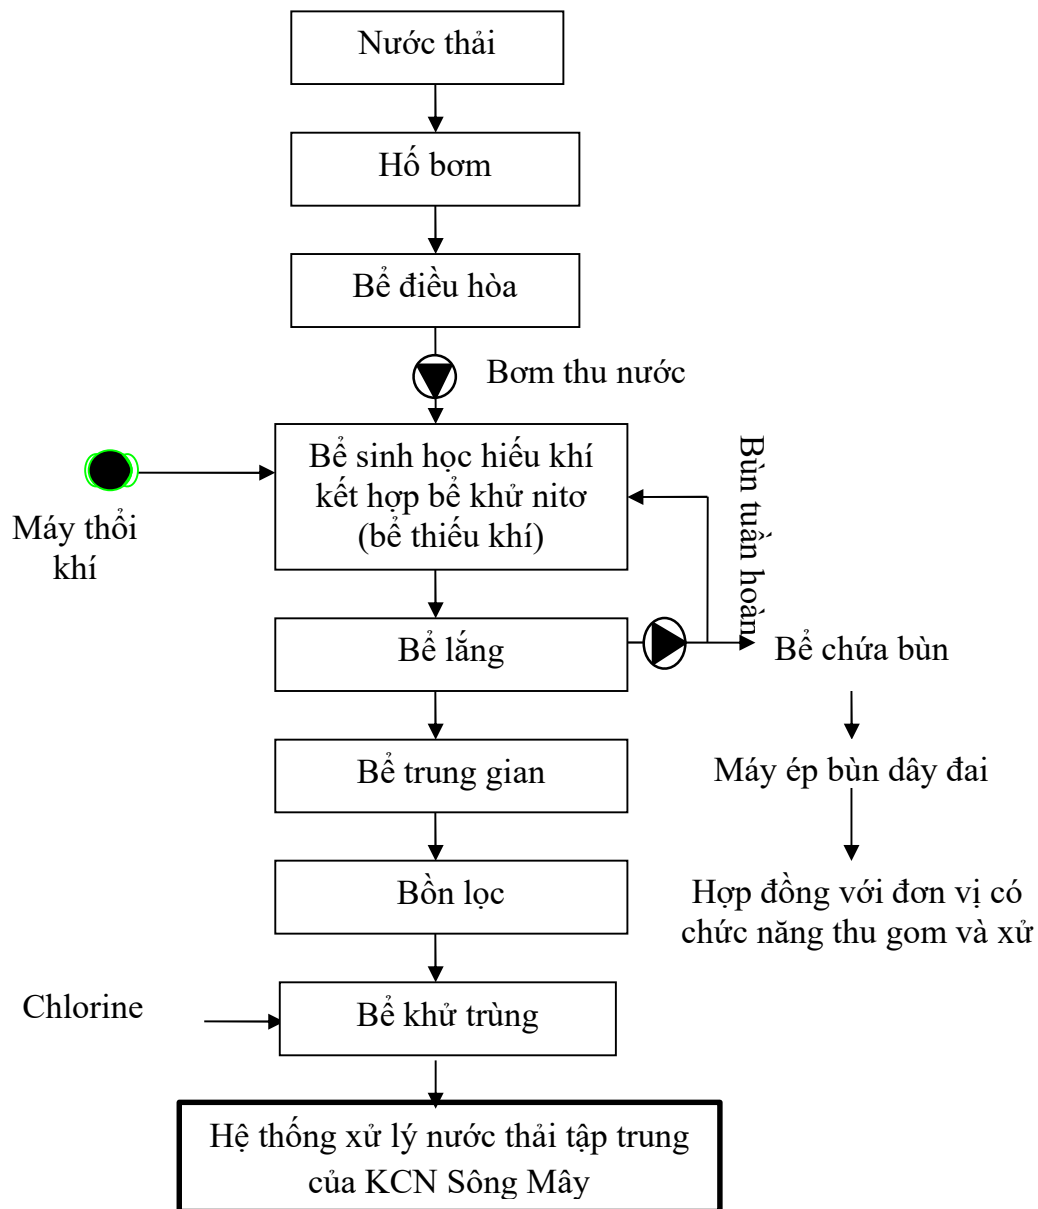 Nước thải
Hố bơm
Bể điều hòa
Bơm thu nước
Bể sinh học hiếu khí
kết hợp bể khử nitơ
(bể thiếu khí)
Máy thổi
khí
Bùn tuần hoàn
Bể lắng
Bể chứa bùn
Bể trung gian
Máy ép bùn dây đai
Bồn lọc
Hợp đồng với đơn vị có
chức năng thu gom và xử
Chlorine
Bể khử trùng
Hệ thống xử lý nước thải tập trung
của KCN Sông Mây